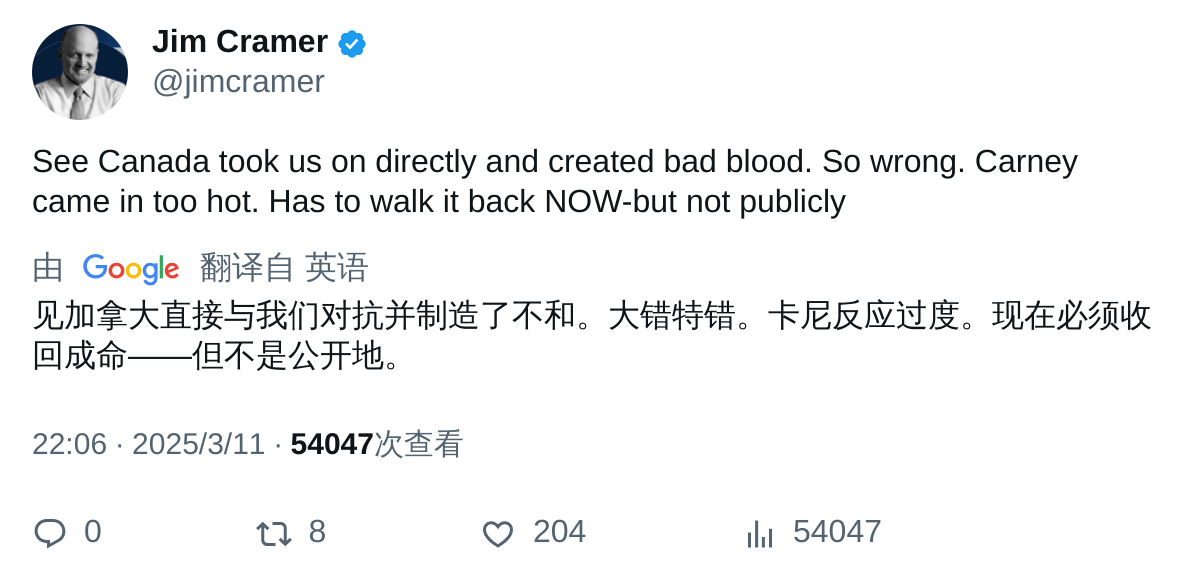 Jim Cramer
@jimcramer
See Canada took us on directly and created bad blood. So wrong. Carney
came in too hot. Has to walk it back NOW-but not publicly
由 Google 翻译自 英语
见加拿大直接与我们对抗并制造了不和。大错特错。卡尼反应过度。现在必须收
回成命——但不是公开地。
22:06 · 2025/3/11 · 54047次查看
0 8 204 54047